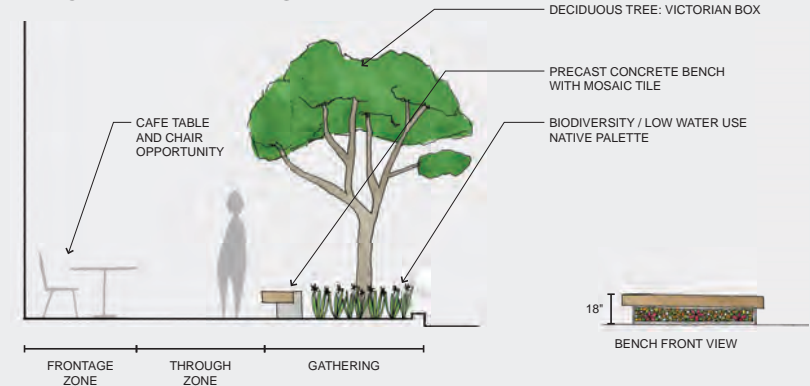 DECIDUOUS TREE: VICTORIAN BOX
PRECAST CONCRETE BENCH
WITH MOSAIC TILE
CAFE TABLE
AND CHAIR
OPPORTUNITY
BIODIVERSITY / LOW WATER USE
NATIVE PALETTE
18"
BENCH FRONT VIEW
FRONTAGE
ZONE
THROUGH
ZONE
GATHERING